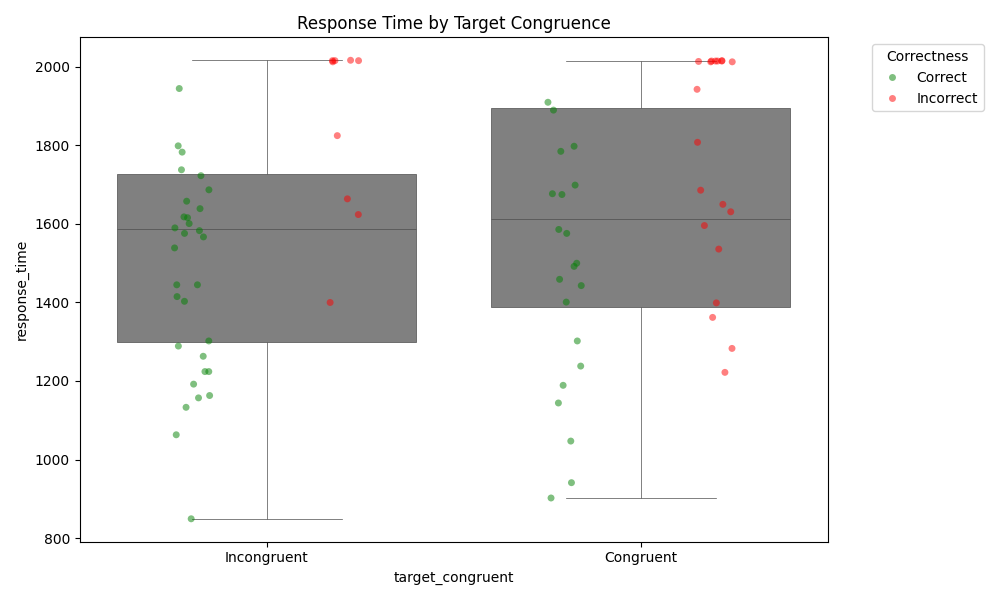 Response Time by Target Congruence
Correctness
Correct
Incorrect
response_time
2000
1800
1600
1400
1200
1000
800
Incongruent
Congruent
target_congruent